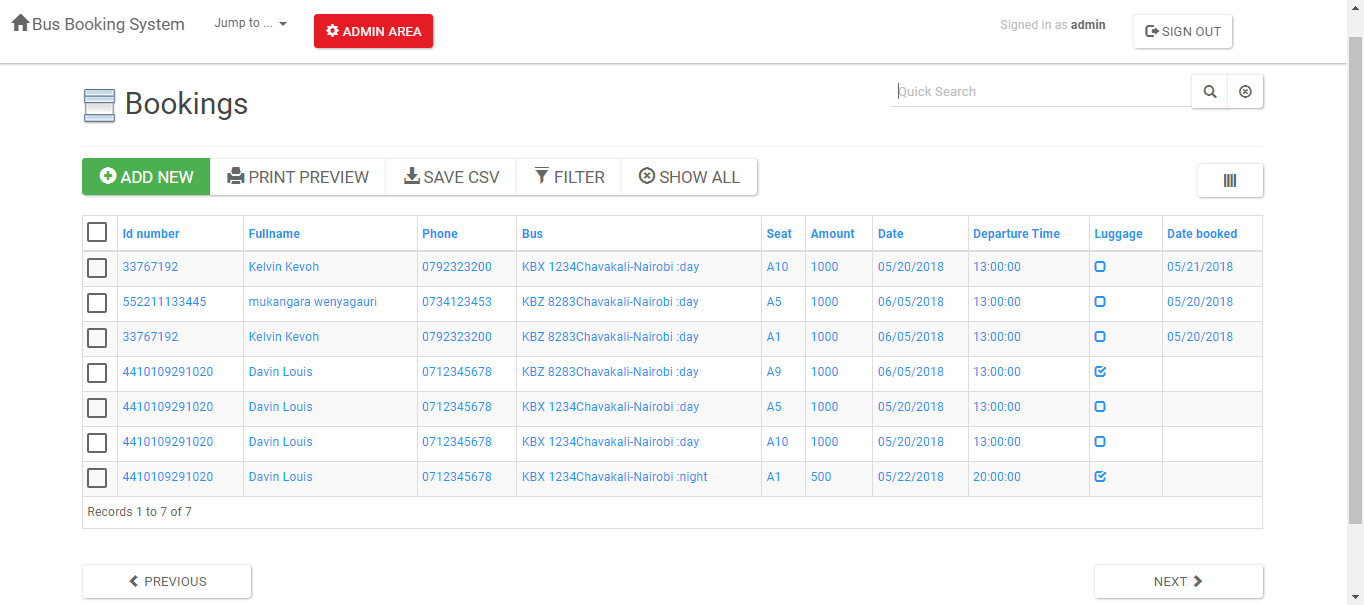 Bus Booking System Jump to ... ADMIN AREA Signed in as admin SIGN OUT
Bookings Quick Search
ADD NEW PRINT PREVIEW SAVE CSV FILTER SHOW ALL
Id number Fullname Phone Bus Seat Amount Date Departure Time Luggage Date booked
33767192 Kelvin Kevoh 0792323200 KBX 1234Chavakali-Nairobi :day A10 1000 05/20/2018 13:00:00 05/21/2018
552211133445 mukangara wenyagauri 0734123453 KBZ 8283Chavakali-Nairobi :day A5 1000 06/05/2018 13:00:00 05/20/2018
33767192 Kelvin Kevoh 0792323200 KBZ 8283Chavakali-Nairobi :day A1 1000 06/05/2018 13:00:00 05/20/2018
4410109291020 Davin Louis 0712345678 KBZ 8283Chavakali-Nairobi :day A9 1000 06/05/2018 13:00:00
4410109291020 Davin Louis 0712345678 KBX 1234Chavakali-Nairobi :day A5 1000 05/20/2018 13:00:00
4410109291020 Davin Louis 0712345678 KBX 1234Chavakali-Nairobi :day A10 1000 05/20/2018 13:00:00
4410109291020 Davin Louis 0712345678 KBX 1234Chavakali-Nairobi :night A1 500 05/22/2018 20:00:00
Records 1 to 7 of 7
PREVIOUS NEXT